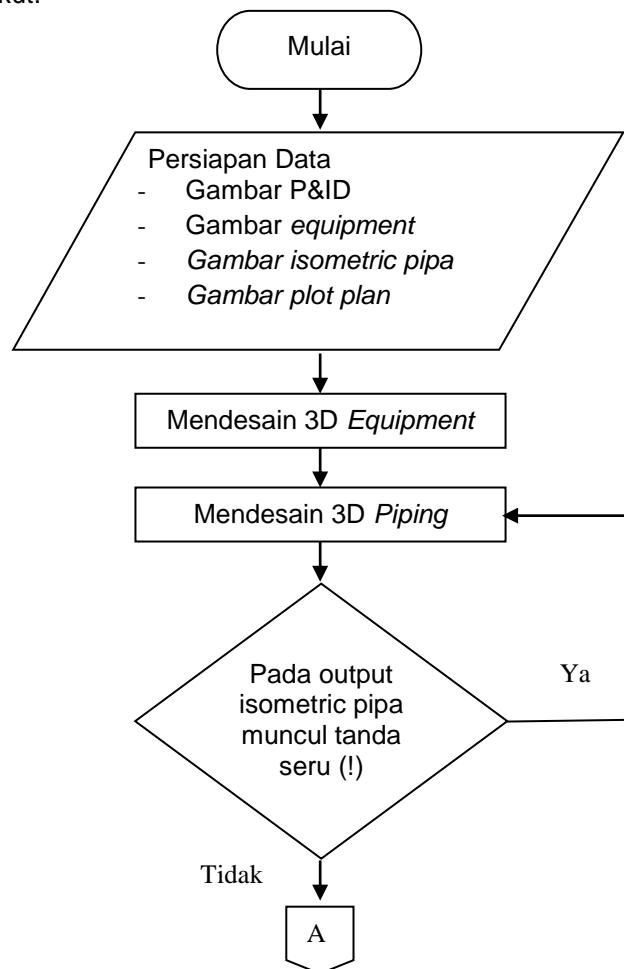 Mulai
Persiapan Data
- Gambar P&ID
- Gambar equipment
- Gambar isometric pipa
- Gambar plot plan
Mendesain 3D Equipment
Mendesain 3D Piping
Pada output
isometric pipa
muncul tanda
seru (!)
Ya
Tidak
A